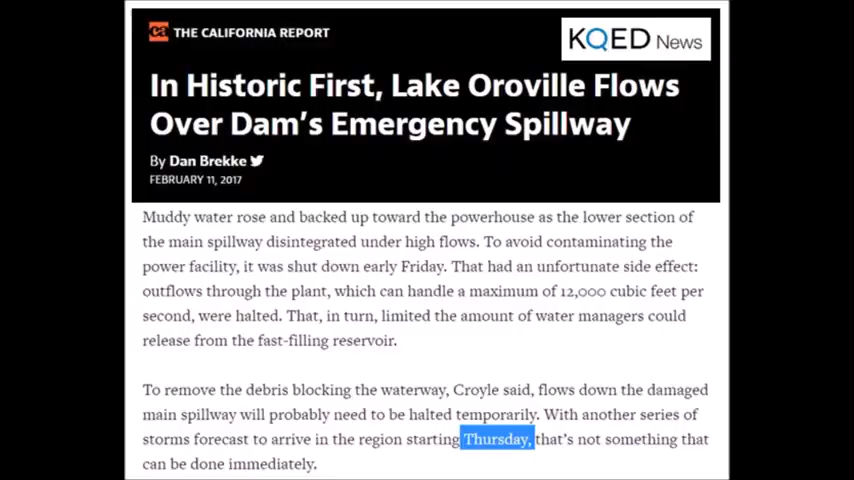 ca THE CALIFORNIA REPORT
KQED News
In Historic First, Lake Oroville Flows
Over Dam's Emergency Spillway
By Dan Brekke
FEBRUARY 11, 2017
Muddy water rose and backed up toward the powerhouse as the lower section of
the main spillway disintegrated under high flows. To avoid contaminating the
power facility, it was shut down early Friday. That had an unfortunate side effect:
outflows through the plant, which can handle a maximum of 12,000 cubic feet per
second, were halted. That, in turn, limited the amount of water managers could
release from the fast-filling reservoir.
To remove the debris blocking the waterway, Croyle said, flows down the damaged
main spillway will probably need to be halted temporarily. With another series of
storms forecast to arrive in the region starting Thursday, that's not something that
can be done immediately.